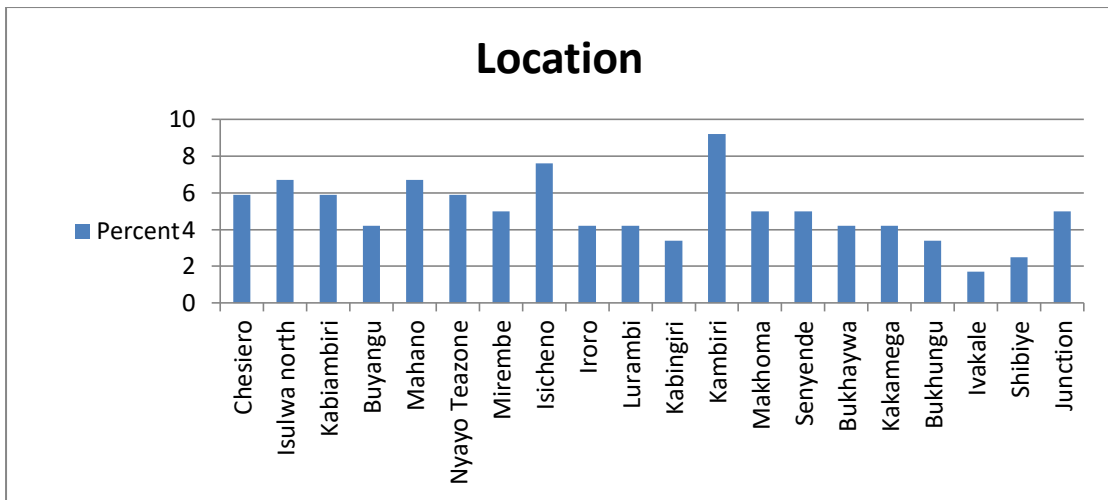 Location
10
8
6
4
2
0
Percent
Chesiero
Isulwa north
Kabiambiri
Buyangu
Mahano
Nyayo Teazone
Mirembe
Isicheno
Iroro
Lurambi
Kabingiri
Kambiri
Makhoma
Senyende
Bukhaywa
Kakamega
Bukhungu
Ivakale
Shibiye
Junction